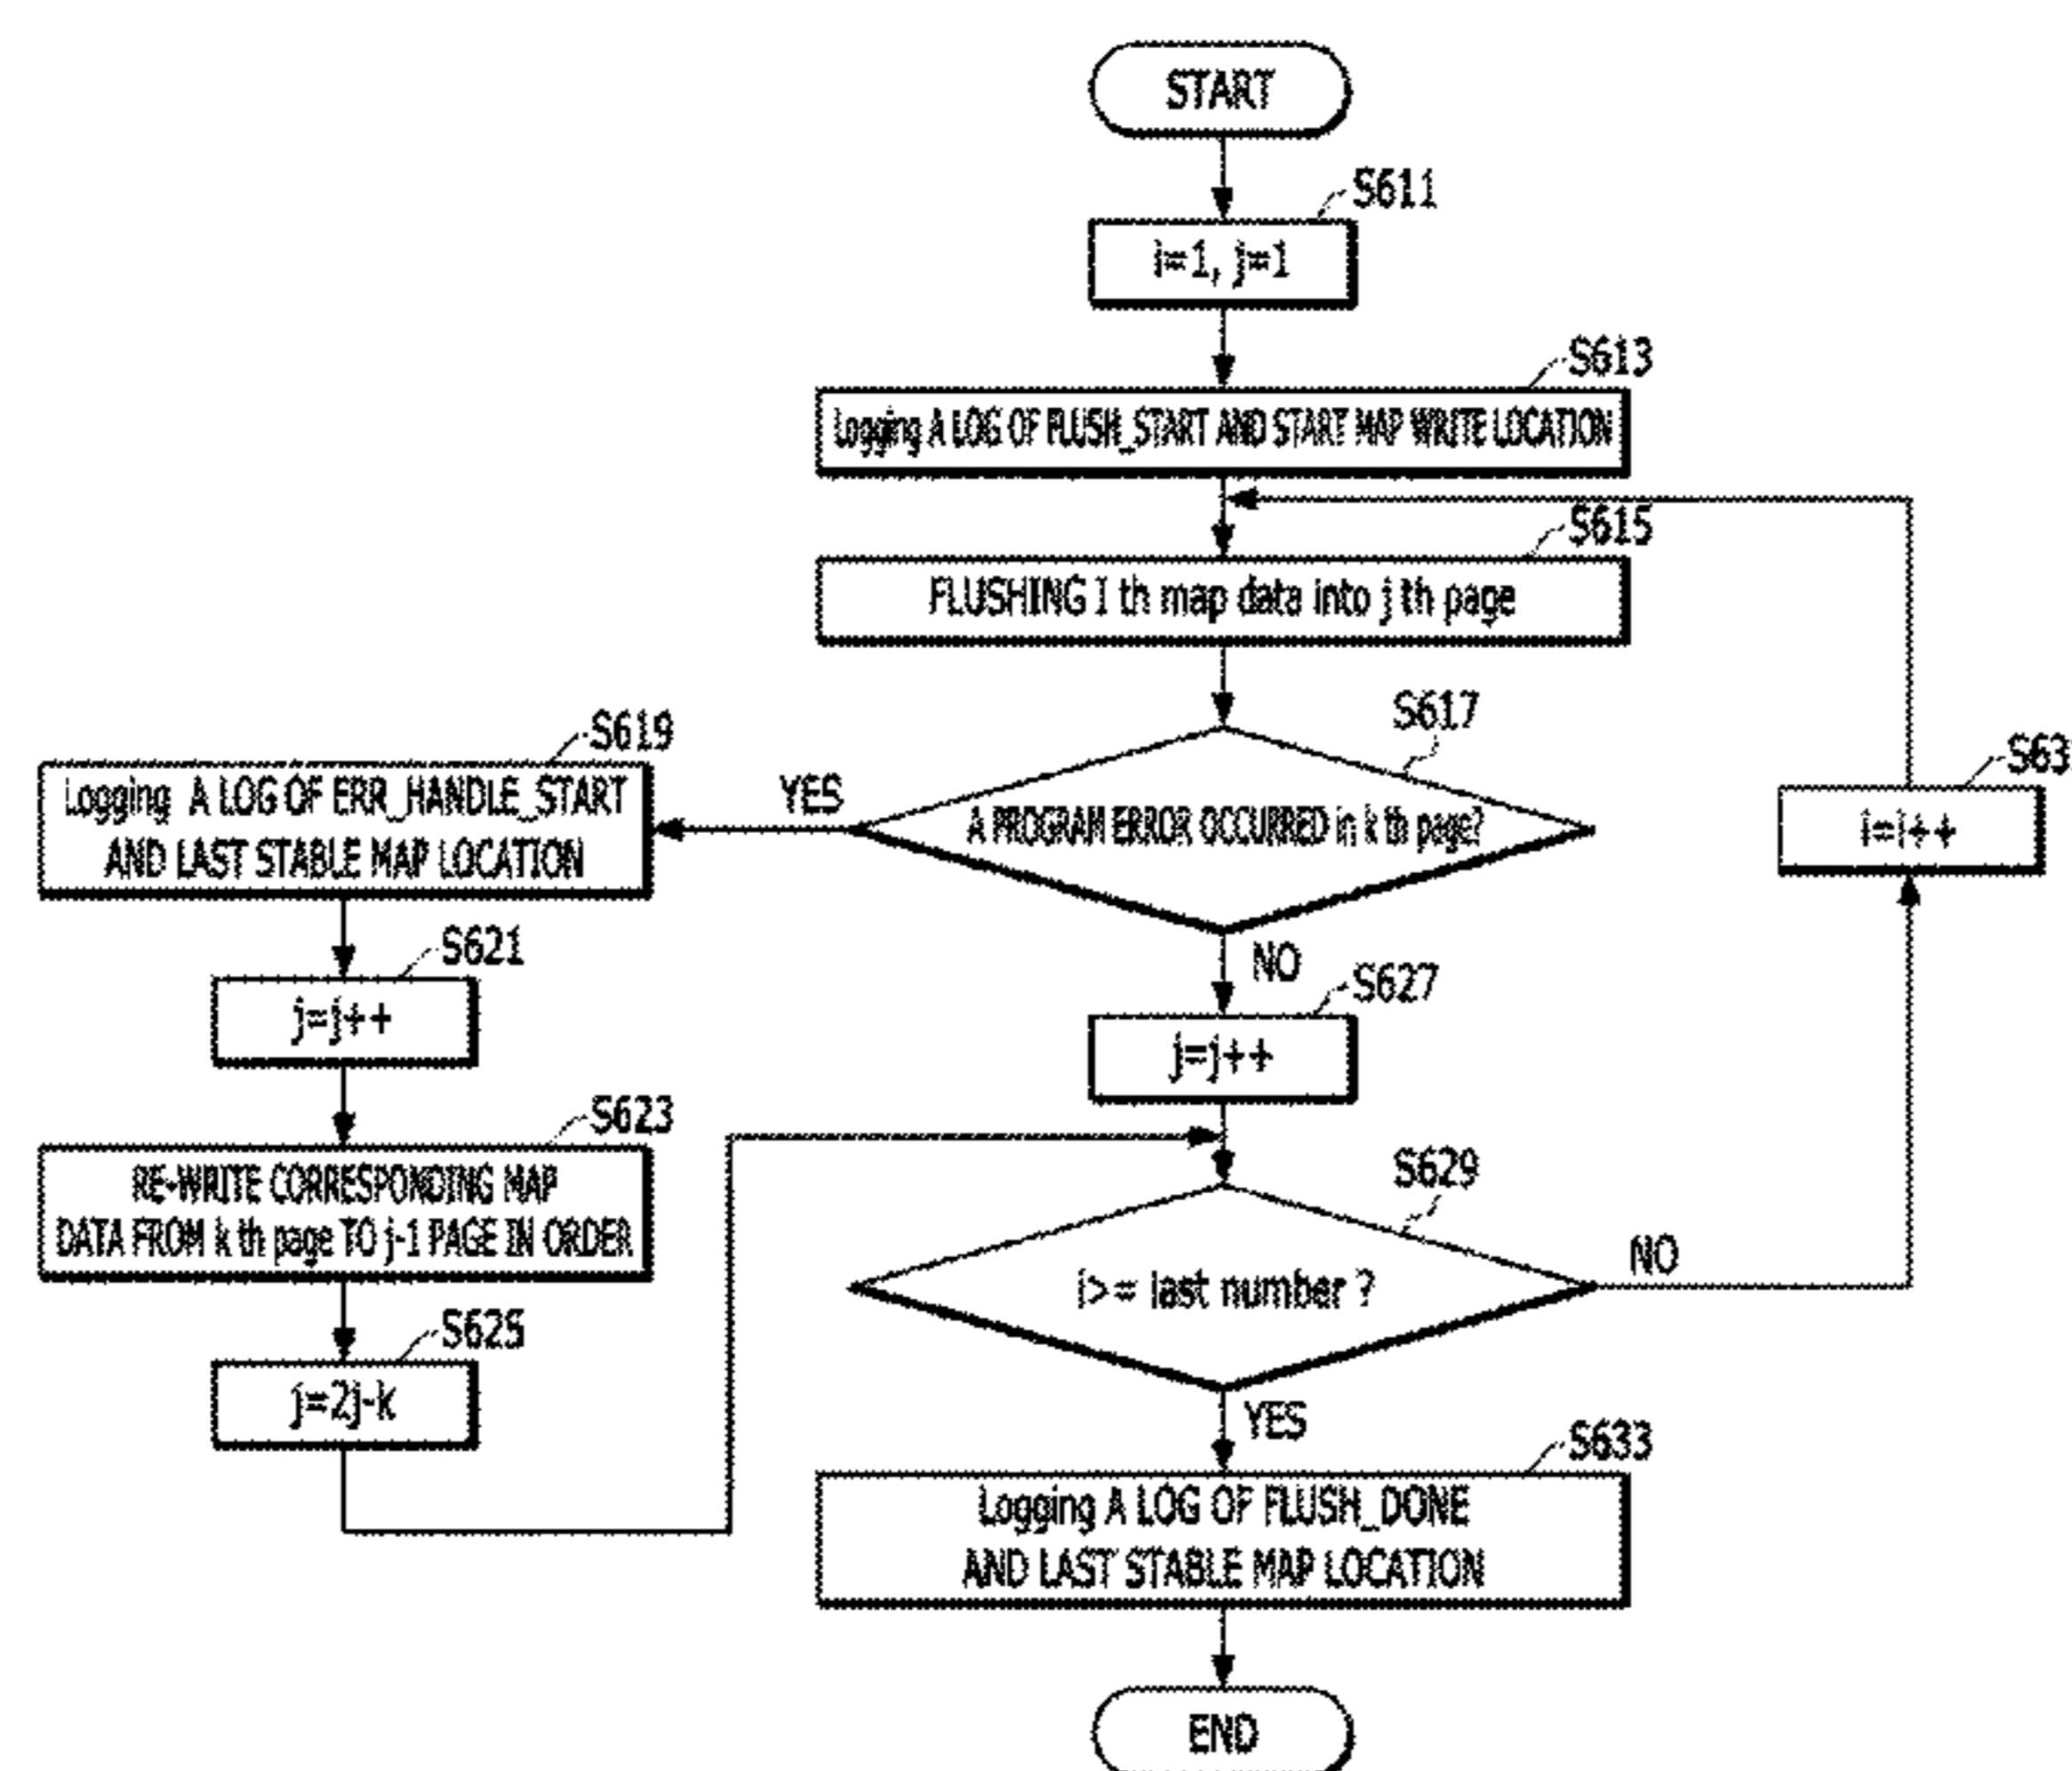 START
S611
i=1, j=1
S613
Logging A LOG OF FLUSH_START AND START MAP WRITE LOCATION
S615
FLUSHING I th map data into j th page
S617
A PROGRAM ERROR OCCURRED in k th page?
YES
NO
S619
Logging A LOG OF ERR_HANDLE_START
AND LAST STABLE MAP LOCATION
S621
j=j++
S623
RE-WRITE CORRESPONDING MAP
DATA FROM k th page TO j-1 PAGE IN ORDER
S625
j=2j-k
S627
j=j++
S629
i>= last number ?
NO
YES
S63
i=i++
S633
Logging A LOG OF FLUSH_DONE
AND LAST STABLE MAP LOCATION
END